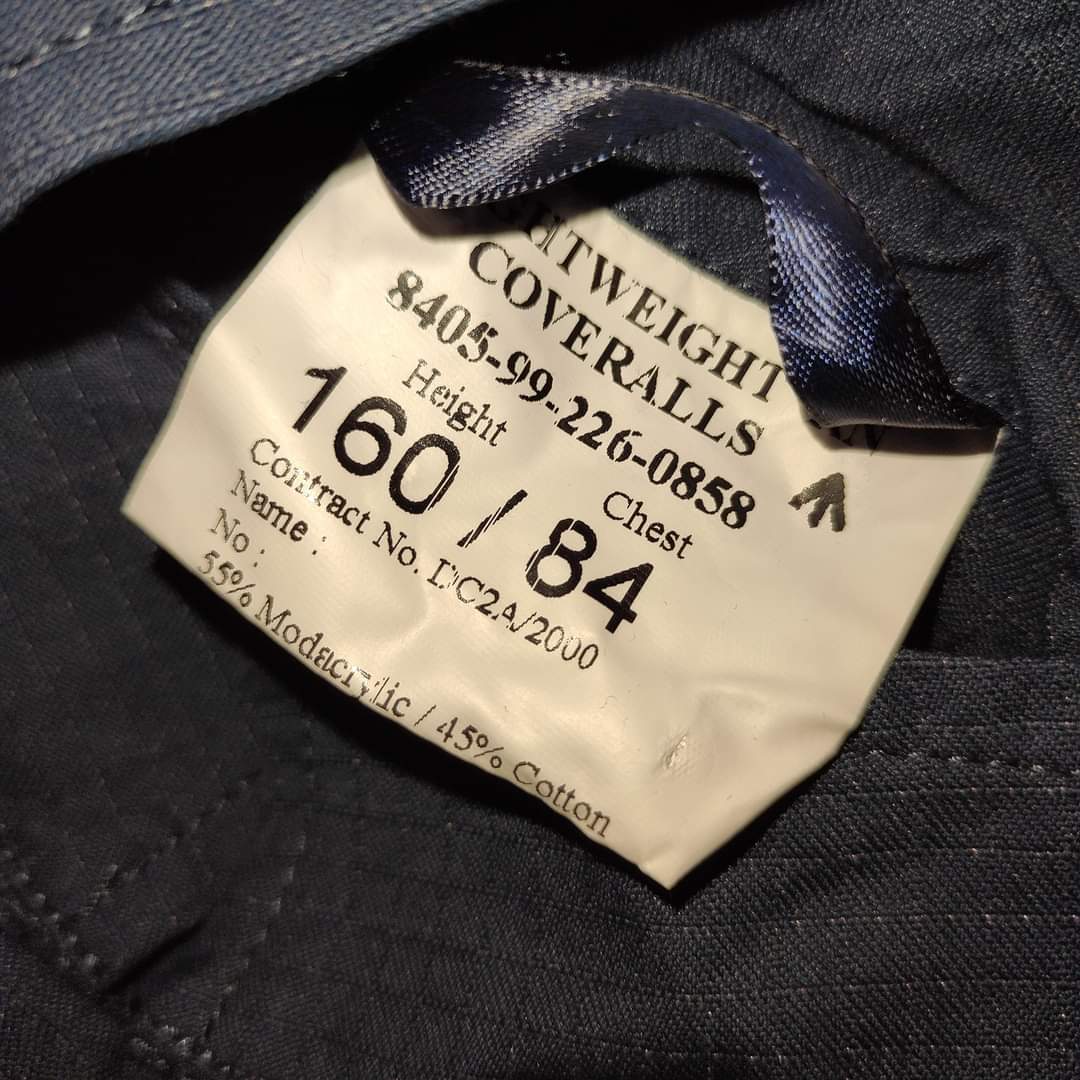 GHTWEIGHT
COVERALLS
8405-99-226-0858
Height Chest
160 / 84
Contract No. DC2A/2000
Name :
No :
55% Modacrylic / 45% Cotton